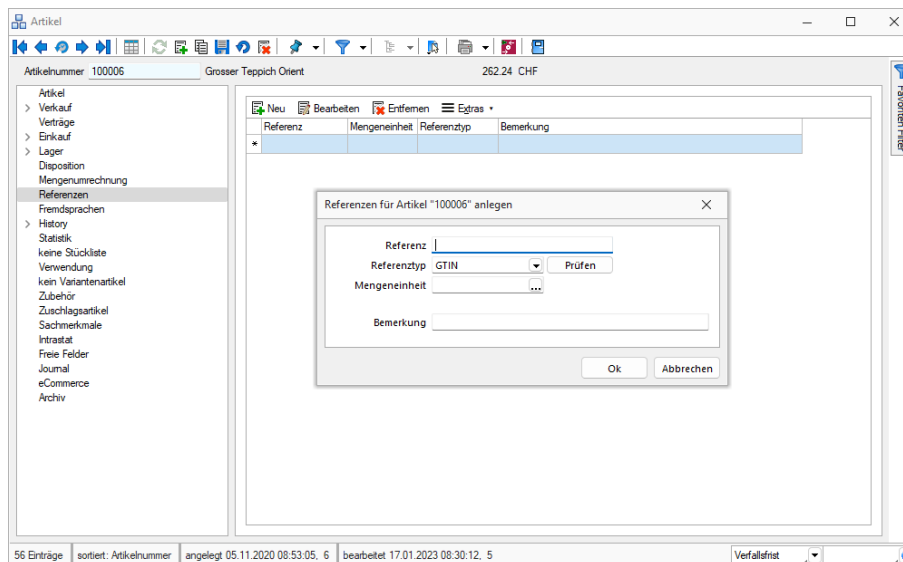 Artikel
Artikelnummer 100006 Grosser Teppich Orient 262.24 CHF
Favoriten Filter
Artikel
Verkauf
Verträge
Einkauf
Lager
Disposition
Mengenumrechnung
Referenzen
Fremdsprachen
History
Statistik
keine Stückliste
Verwendung
kein Variantenartikel
Zubehör
Zuschlagsartikel
Sachmerkmale
Intrastat
Freie Felder
Journal
eCommerce
Archiv
Neu Bearbeiten Entfernen Extras
Referenz Mengeneinheit Referenztyp Bemerkung
Referenzen für Artikel "100006" anlegen
Referenz
Referenztyp GTIN Prüfen
Mengeneinheit ...
Bemerkung
Ok Abbrechen
56 Einträge sortiert: Artikelnummer angelegt 05.11.2020 08:53:05, 6 bearbeitet 17.01.2023 08:30:12, 5 Verfallsfrist